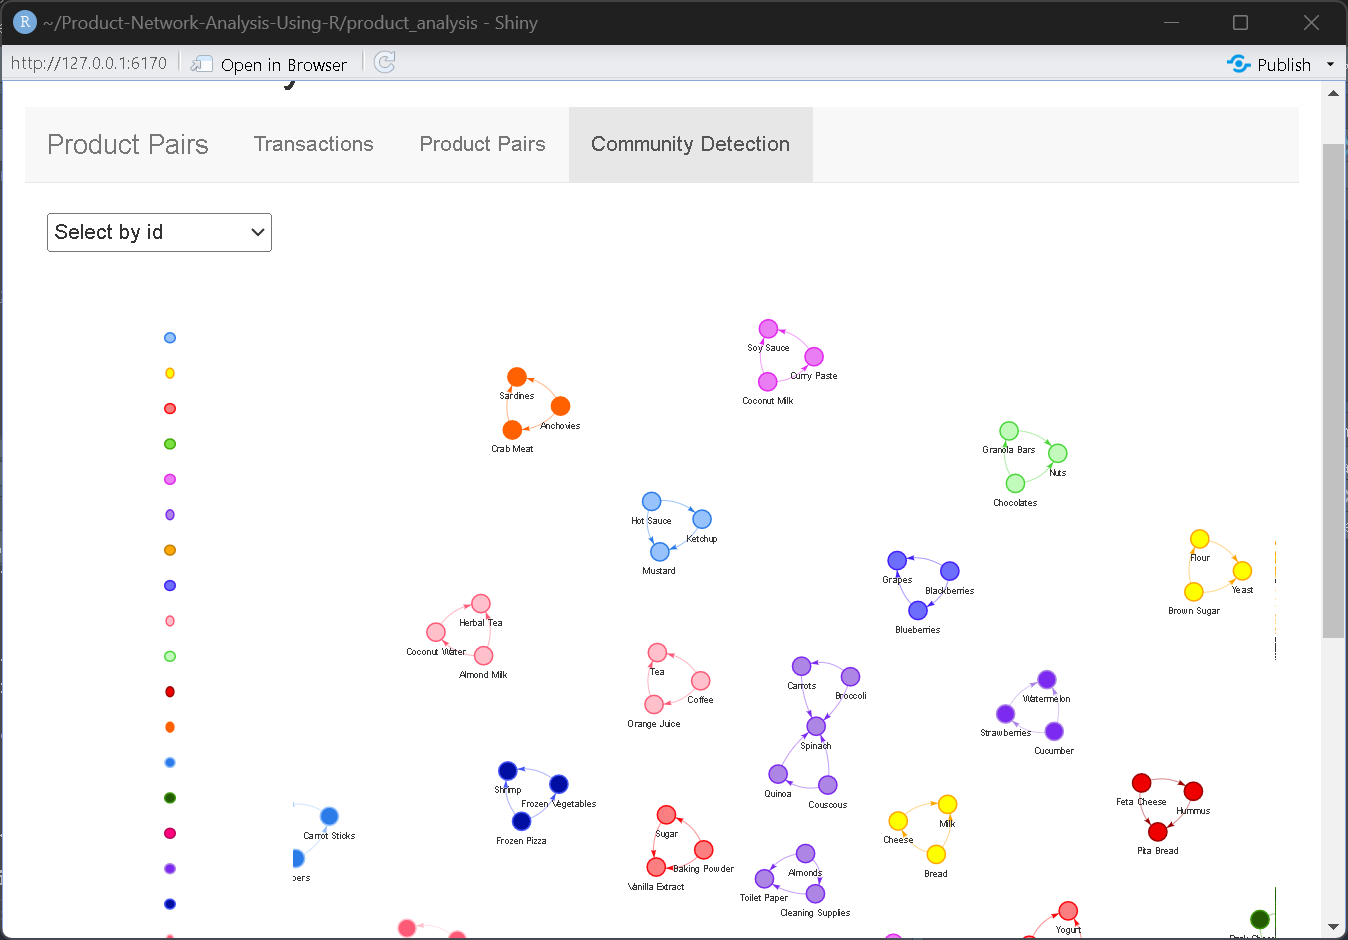 R ~/Product-Network-Analysis-Using-R/product_analysis - Shiny
http://127.0.0.1:6170 Open in Browser Publish
Product Pairs Transactions Product Pairs Community Detection
Select by id
Soy Sauce
Curry Paste
Coconut Milk
Sardines
Anchovies
Crab Meat
Granola Bars
Nuts
Chocolates
Hot Sauce
Ketchup
Mustard
Flour
Yeast
Brown Sugar
Grapes
Blackberries
Blueberries
Herbal Tea
Coconut Water
Almond Milk
Tea
Coffee
Orange Juice
Carrots
Broccoli
Spinach
Quinoa
Couscous
Watermelon
Strawberries
Cucumber
Shrimp
Frozen Vegetables
Frozen Pizza
Feta Cheese
Hummus
Pita Bread
Carrot Sticks
pers
Sugar
Baking Powder
Vanilla Extract
Milk
Cheese
Bread
Almonds
Toilet Paper
Cleaning Supplies
Yogurt